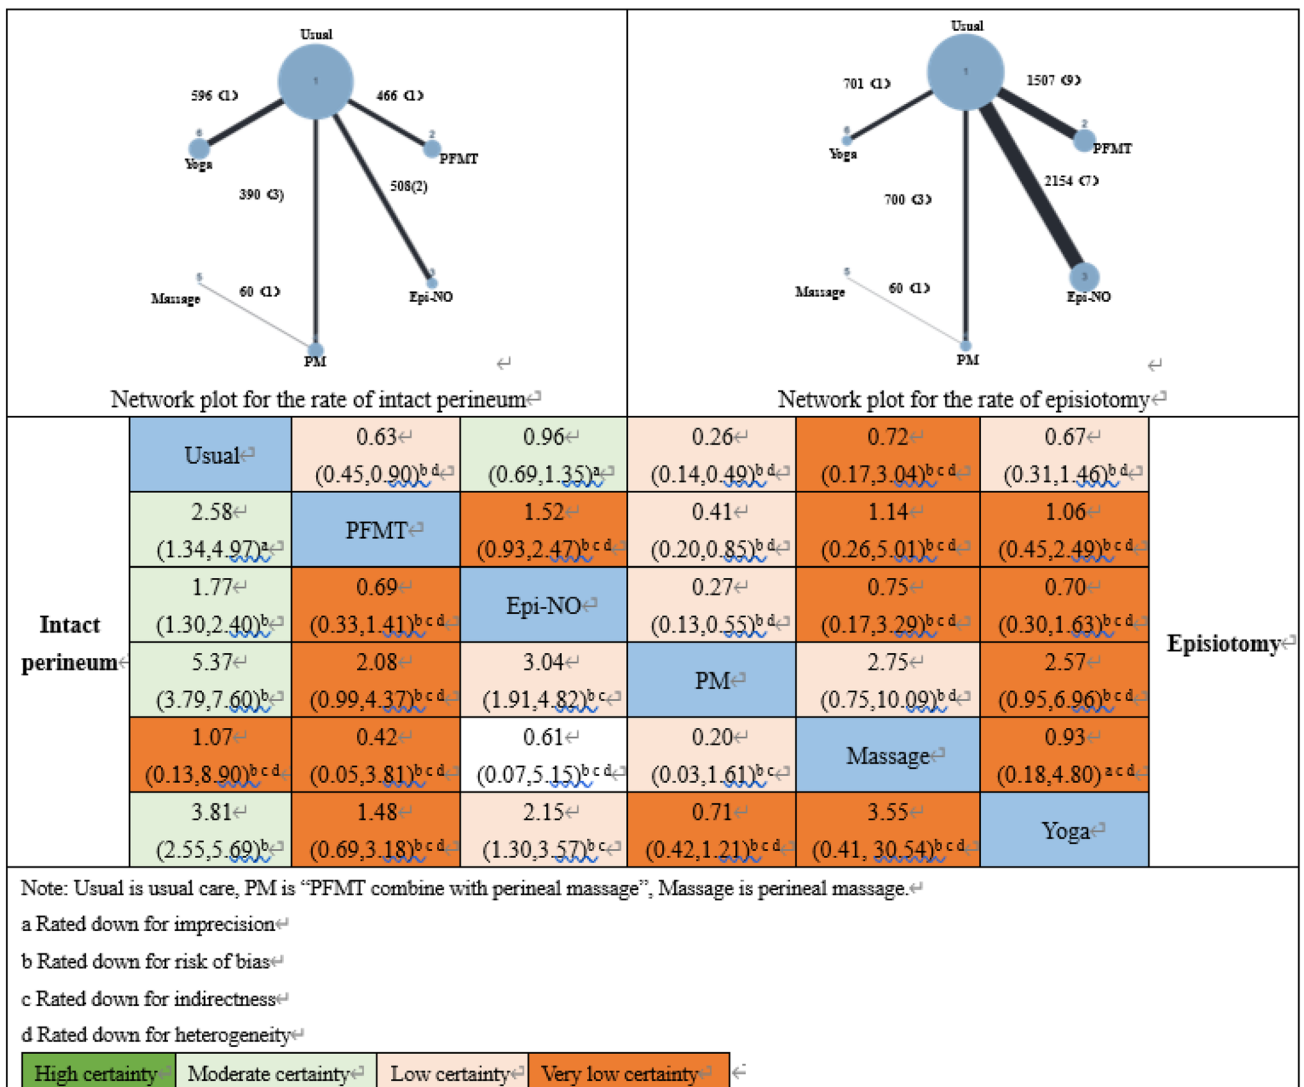 Usual
1
596 (1)
466 (1)
6
Yoga
2
PFMT
390 (3)
508(2)
5
Massage
60 (1)
3
Epi-NO
PM
Network plot for the rate of intact perineum
Usual
1
701 (1)
1507 (9)
6
Yoga
2
PFMT
700 (3)
2154 (7)
5
Massage
60 (1)
3
Epi-NO
PM
Network plot for the rate of episiotomy
Intact
perineum
Usual
0.63
(0.45,0.90)b d
0.96
(0.69,1.35)a
0.26
(0.14,0.49)b d
0.72
(0.17,3.04)b c d
0.67
(0.31,1.46)b d
2.58
(1.34,4.97)a
PFMT
1.52
(0.93,2.47)b c d
0.41
(0.20,0.85)b d
1.14
(0.26,5.01)b c d
1.06
(0.45,2.49)b c d
1.77
(1.30,2.40)b
0.69
(0.33,1.41)b c d
Epi-NO
0.27
(0.13,0.55)b d
0.75
(0.17,3.29)b c d
0.70
(0.30,1.63)b c d
5.37
(3.79,7.60)b
2.08
(0.99,4.37)b c d
3.04
(1.91,4.82)b c
PM
2.75
(0.75,10.09)b d
2.57
(0.95,6.96)b c d
1.07
(0.13,8.90)b c d
0.42
(0.05,3.81)b c d
0.61
(0.07,5.15)b c d
0.20
(0.03,1.61)b c
Massage
0.93
(0.18,4.80) a c d
3.81
(2.55,5.69)b
1.48
(0.69,3.18)b c d
2.15
(1.30,3.57)b c
0.71
(0.42,1.21)b c d
3.55
(0.41, 30.54)b c d
Yoga
Episiotomy
Note: Usual is usual care, PM is “PFMT combine with perineal massage”, Massage is perineal massage.
a Rated down for imprecision
b Rated down for risk of bias
c Rated down for indirectness
d Rated down for heterogeneity
High certainty
Moderate certainty
Low certainty
Very low certainty